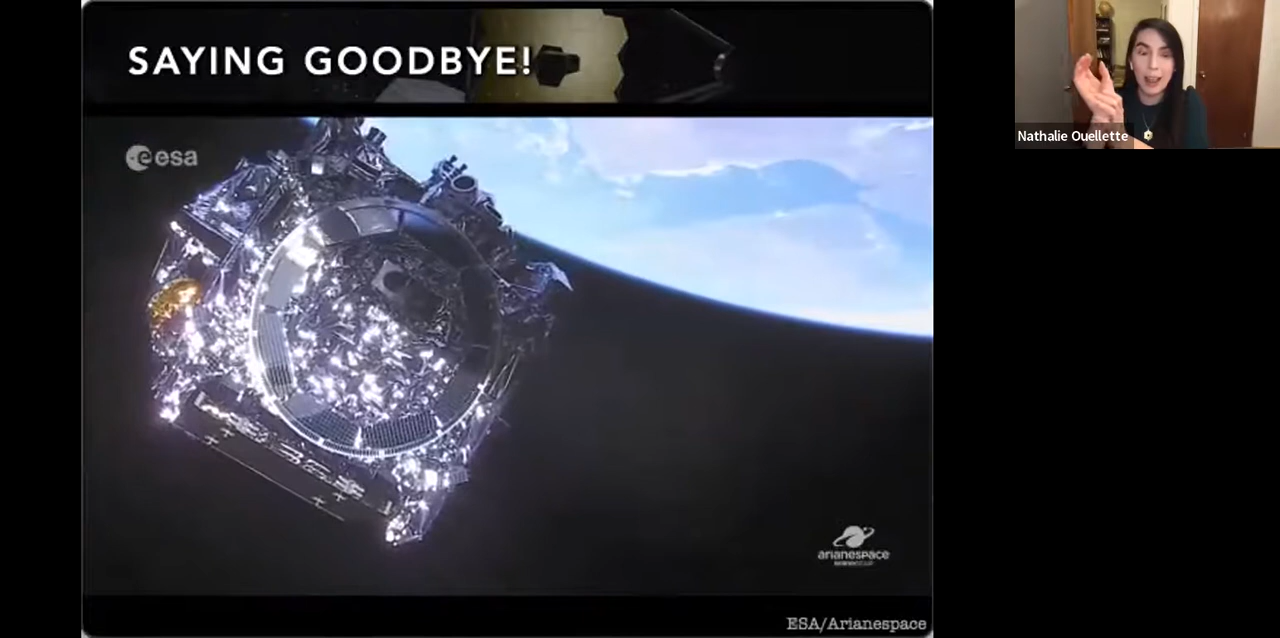 SAYING GOODBYE!
esa
arianespace
ESA/Arianespace
Nathalie Ouellette